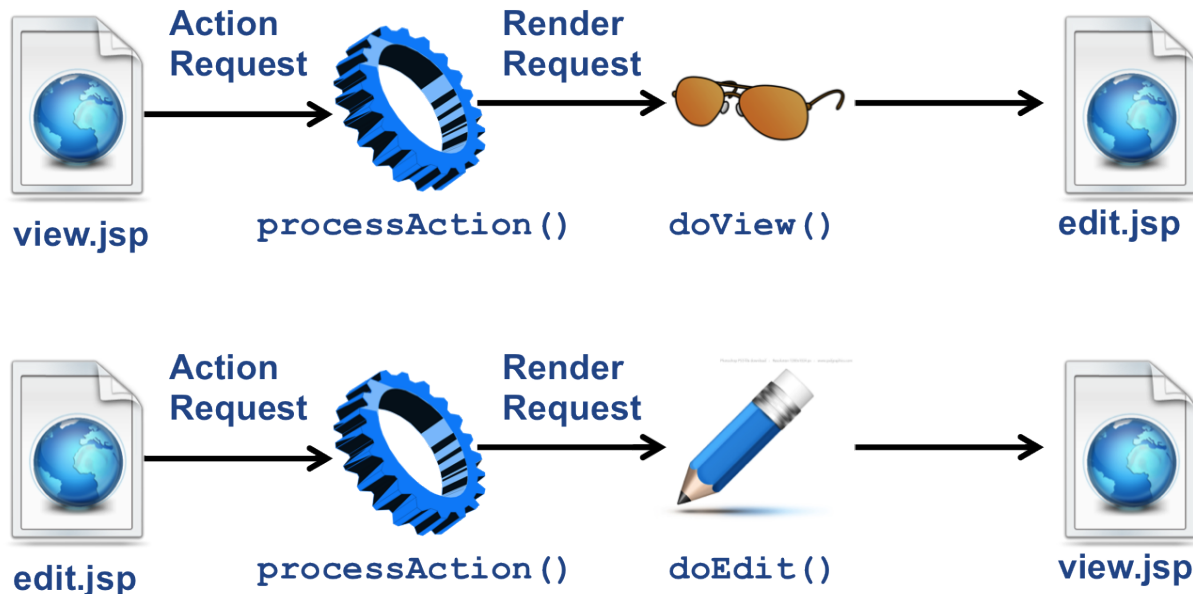 Action
Request
Render
Request
view.jsp
processAction()
doView()
edit.jsp
Action
Request
Render
Request
edit.jsp
processAction()
doEdit()
view.jsp